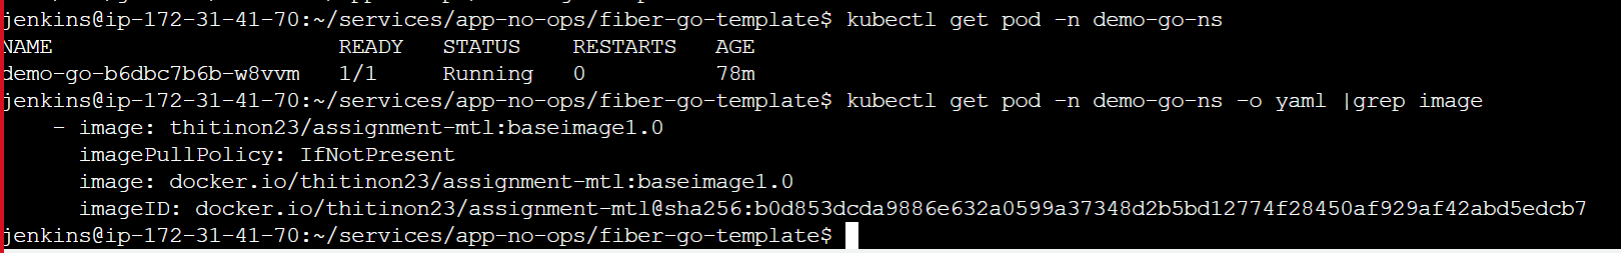 jenkins@ip-172-31-41-70:~/services/app-no-ops/fiber-go-template$ kubectl get pod -n demo-go-ns
NAME READY STATUS RESTARTS AGE
demo-go-b6dbc7b6b-w8vvm 1/1 Running 0 78m
jenkins@ip-172-31-41-70:~/services/app-no-ops/fiber-go-template$ kubectl get pod -n demo-go-ns -o yaml |grep image
- image: thitinon23/assignment-mtl:baseimage1.0
imagePullPolicy: IfNotPresent
image: docker.io/thitinon23/assignment-mtl:baseimage1.0
imageID: docker.io/thitinon23/assignment-mtl@sha256:b0d853dcda9886e632a0599a37348d2b5bd12774f28450af929af42abd5edcb7
jenkins@ip-172-31-41-70:~/services/app-no-ops/fiber-go-template$